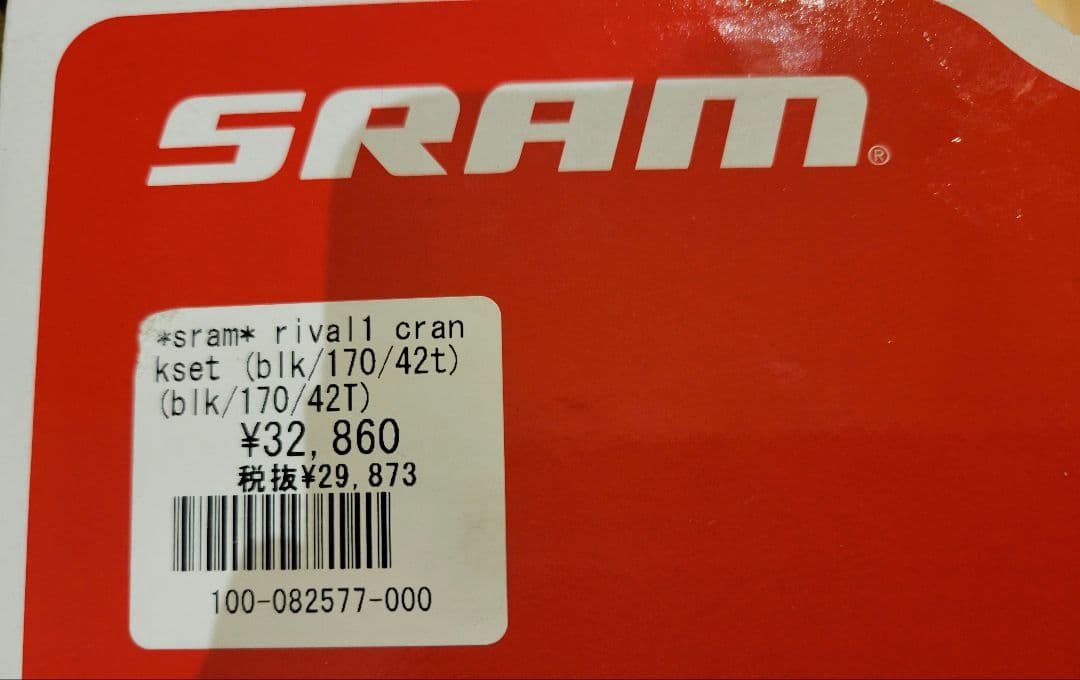 SRAM®
*sram* rival1 cran
kset (blk/170/42t)
(blk/170/42T)
¥32,860
税抜¥29,873
100-082577-000